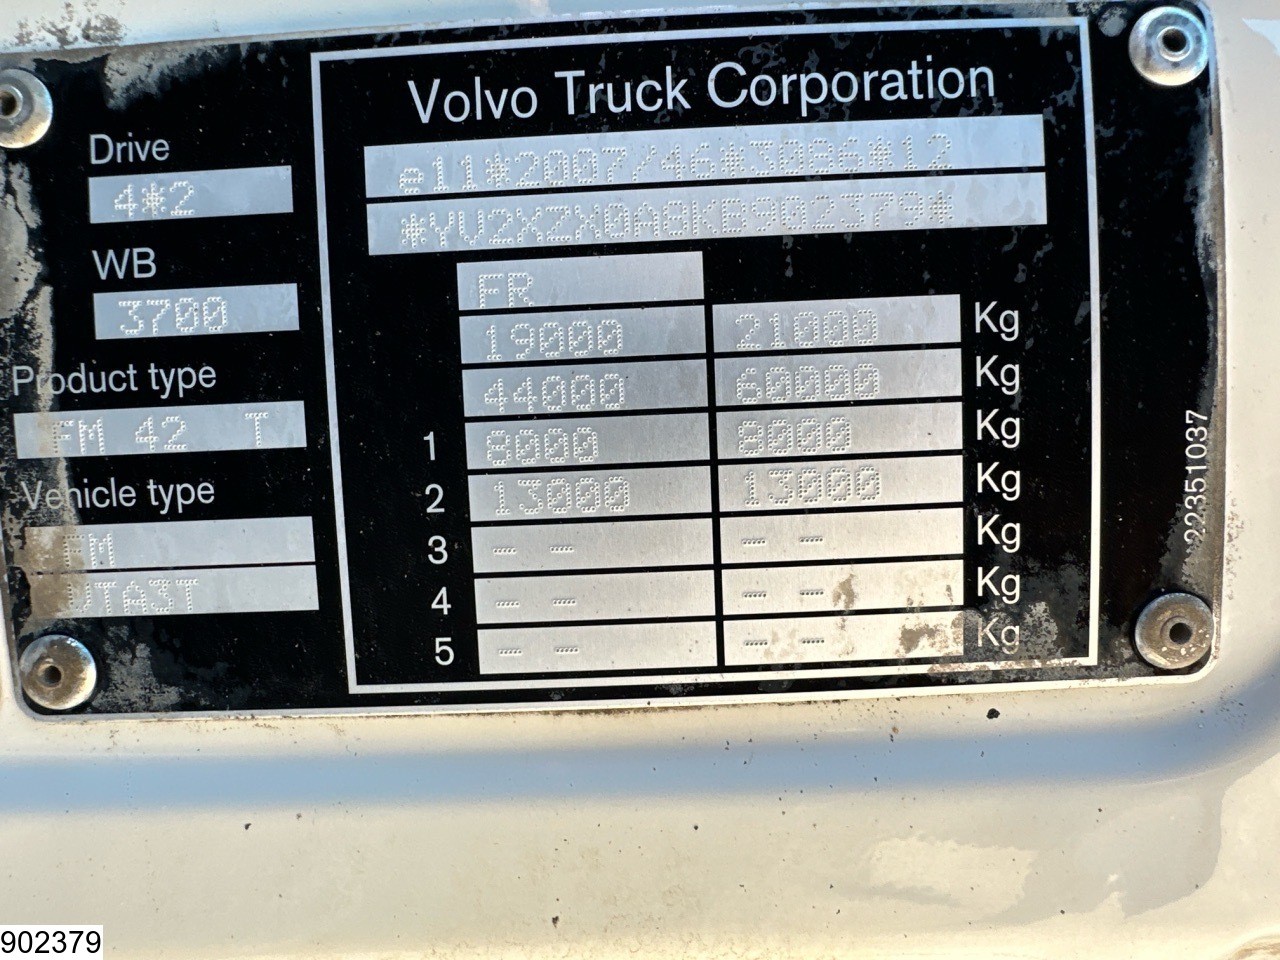 Volvo Truck Corporation
e11*2007/46*3086*12
*YV2XZX0A8KB902379*
Drive
4*2
WB
3700
Product type
FM 42 T
Vehicle type
FM
VTA3T
FR
19000 21000 Kg
44000 60000 Kg
1 8000 8000 Kg
2 13000 13000 Kg
3 -- -- Kg
4 -- -- Kg
5 -- -- Kg
22351037
902379